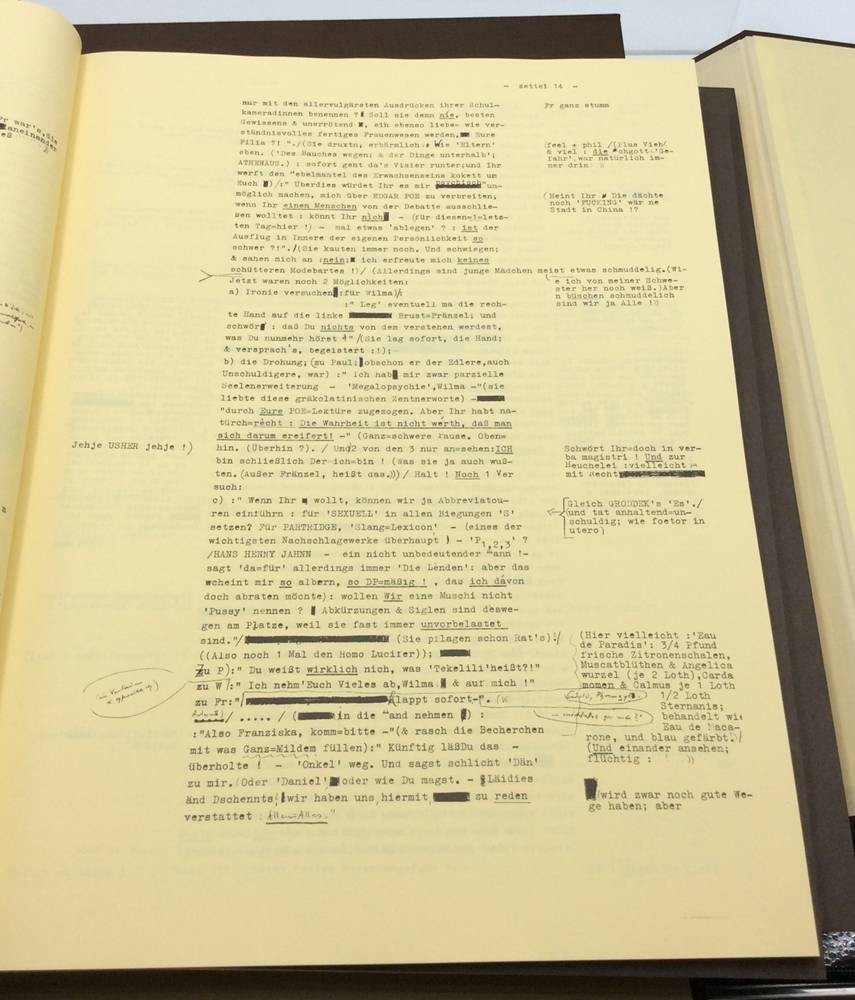 - zettel 14 -
nur mit den allervulgärsten Ausdrücken ihrer Schul-
kameradinnen benennen ? Soll sie denn nie, besten
Gewissens & unerrötend, ein ebenso liebe= wie ver-
ständnisvolles fertiges Frauenwesen werden, Eure
Filia ?! "./(Sie druxtn; erbärmlich. Wie 'Eltern'
eben. ('Des Bauches wegen; & der Dinge unterhalb';
ATHENÄUS.) : sofort geht da's Visier runter;und Ihr
werft den "ebelmantel des Erwachsenseins kokett um
Euch )/:" Überdies würdet Ihr es mir un-
möglich machen, mich über EDGAR POE zu verbreiten,
wenn Ihr einen Menschen von der Debatte ausschlie-
ßen wolltet : könnt Ihr nich - (für diesen=1=letz-
ten Tag=hier !) - mal etwas 'ablegen' ? : ist der
Ausflug in Innere der eigenen Persönlichkeit so
schwer ?!"./(Sie kauten immer noch. Und schwiegen;
& sahen mich an :nein: ich erfreute mich keines
schütteren Modebartes !)/ (Allerdings sind junge Mädchen meist etwas schmuddelig.(Wi-
Jetzt waren noch 2 Möglichkeiten:
a) Ironie versuchen :für Wilma)/:
:" Leg' eventuell ma die rech-
te Hand auf die linke Brust=Fränzel; und
schwör : daß Du nichts von dem verstehen werdest,
was Du nunmehr hörst "/(Sie lag sofort, die Hand;
& versprach's, begeistert :!);
b) die Drohung; (zu Paul; obschon er der Edlere,auch
Unschuldigere, war) :" Ich hab mir zwar parzielle
Seelenerweiterung - 'Megalopsychie',Wilma -"(sie
liebte diese gräkolatinischen Zentnerworte) -
"durch Eure POE=Lektüre zugezogen. Aber Ihr habt na-
türch=recht : Die Wahrheit ist nicht wérth, daß man
sich darum ereifert! -" (Ganz=schwere Pause. Oben=
hin. (Überhin ?). / Und 2 von den 3 nur an=sehen:ICH
bin schließlich Der=ich=bin ! (Was sie ja auch wuß-
ten.(Außer Fränzel, heißt das.))/ Halt ! Noch 1 Ver
such:
c) :" Wenn Ihr wollt, können wir ja Abbreviatou-
ren einführn : für 'SEXUELL' in allen Biegungen 'S'
setzen? Für PARTRIDGE, 'Slang=Lexicon' - (eines der
wichtigsten Nachschlagewerke überhaupt ) - 'P1,2,3' ?
/HANS HENNY JAHNN - ein nicht unbedeutender "ann !-
sagt 'da=für' allerdings immer 'Die Lenden': aber das
scheint mir so albern, so DP=mäßig ! , daß ich davon
doch abraten möchte): wollen Wir eine Muschi nicht
'Pussy' nennen ? Abkürzungen & Siglen sind deswe-
gen am Platze, weil sie fast immer unvorbelastet
sind."/ (Sie pflagen schon Rat's):/
((Also noch 1 Mal den Homo Lucifer));
Zu P):" Du weißt wirklich nich, was 'Tekelili'heißt?!"
zu W/:" Ich nehm'Euch Vieles ab,Wilma: & auf mich !"
zu Fr:"/ klappt sofort-".
/ ..... / ( in die "and nehmen ) :
:"Also Franziska, komm=bitte -"(& rasch die Becherchen
mit was Ganz=Mildem füllen):" Künftig läßDu das -
überholte ! - 'Onkel' weg. Und sagst schlicht 'Dän'
zu mir. Oder 'Daniel' oder wie Du magst. - Läidies
änd Dschennts wir haben uns hiermit zu reden
verstattet : Alles=Alles."
Fr ganz stumm
(feel + phil /(Plus Vieh
& viel : die 'chgott='Ge-
fahr',war natürlich im-
mer drin
(Meint Ihr Die dächte
noch 'FUCKING' wär ne
Stadt in China !?
e ich von meiner Schwe-
ster her noch weiß.)Aber
n büschen schmuddelich
sind wir ja Alle !)
Jehje USHER jehje !)
Schwört Ihr=doch in ver-
ba magistri ! Und zur
Heuchelei :vielleicht
mit Recht
Gleich GRODDEK's 'Es'./
(und tat anhaltend=un-
schuldig; wie foetor in
utero)
(Hier vielleicht :'Eau
de Paradis': 3/4 Pfund
frische Zitronenschalen,
Muscatblüthen & Angelica
wurzel (je 2 Loth),Carda
momen & Calmus je 1 Loth
1/2 Loth
Sternanis;
behandelt wie
Eau de Maca-
rone, und blau gefärbt.)/
(Und einander ansehen;
flüchtig : ))
(wird zwar noch gute We-
ge haben; aber